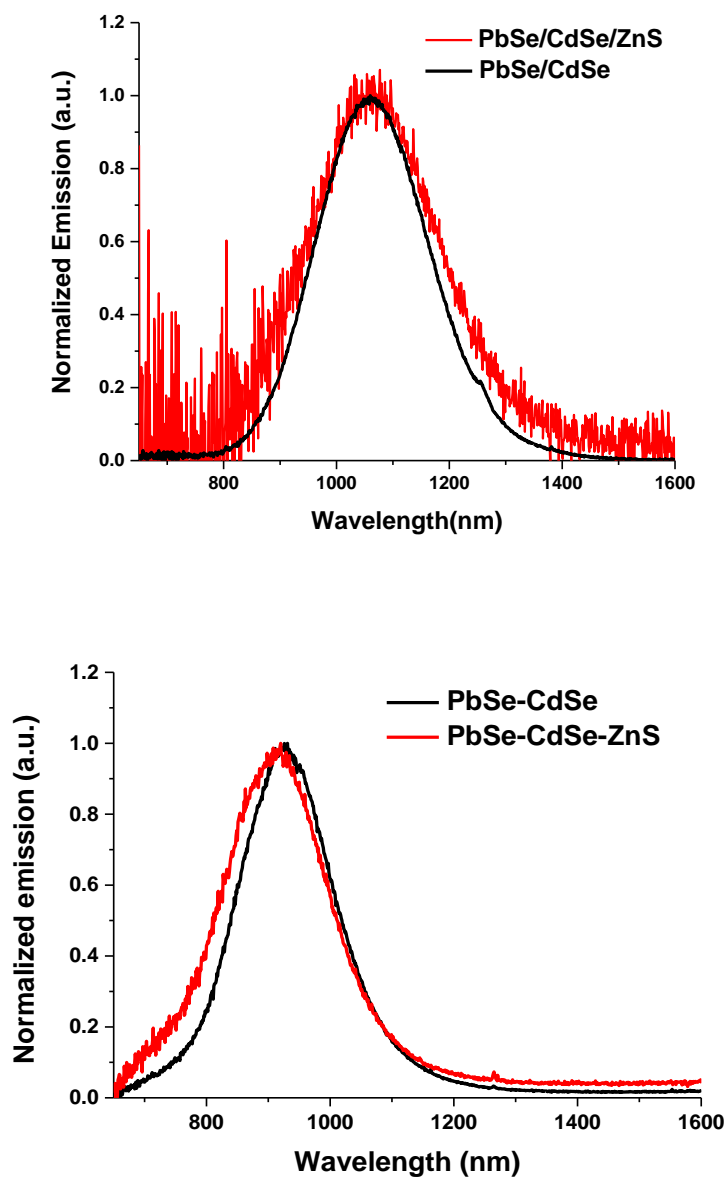 PbSe/CdSe/ZnS
PbSe/CdSe
Normalized Emission (a.u.)
1.2
1.0
0.8
0.6
0.4
0.2
0.0
800 1000 1200 1400 1600
Wavelength(nm)
PbSe-CdSe
PbSe-CdSe-ZnS
Normalized emission (a.u.)
1.2
1.0
0.8
0.6
0.4
0.2
0.0
800 1000 1200 1400 1600
Wavelength (nm)